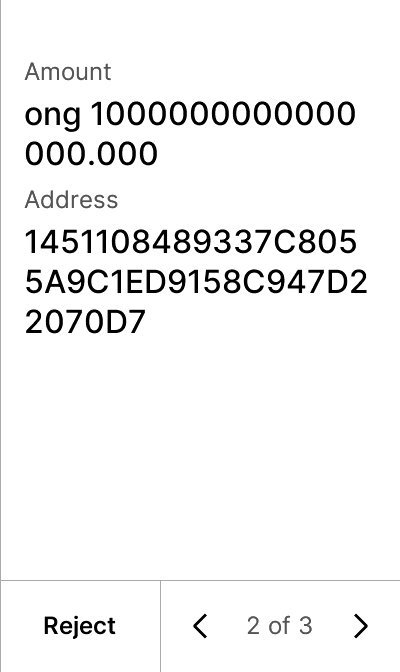 Amount
ong 1000000000000
000.000
Address
1451108489337C805
5A9C1ED9158C947D2
2070D7
Reject
2 of 3